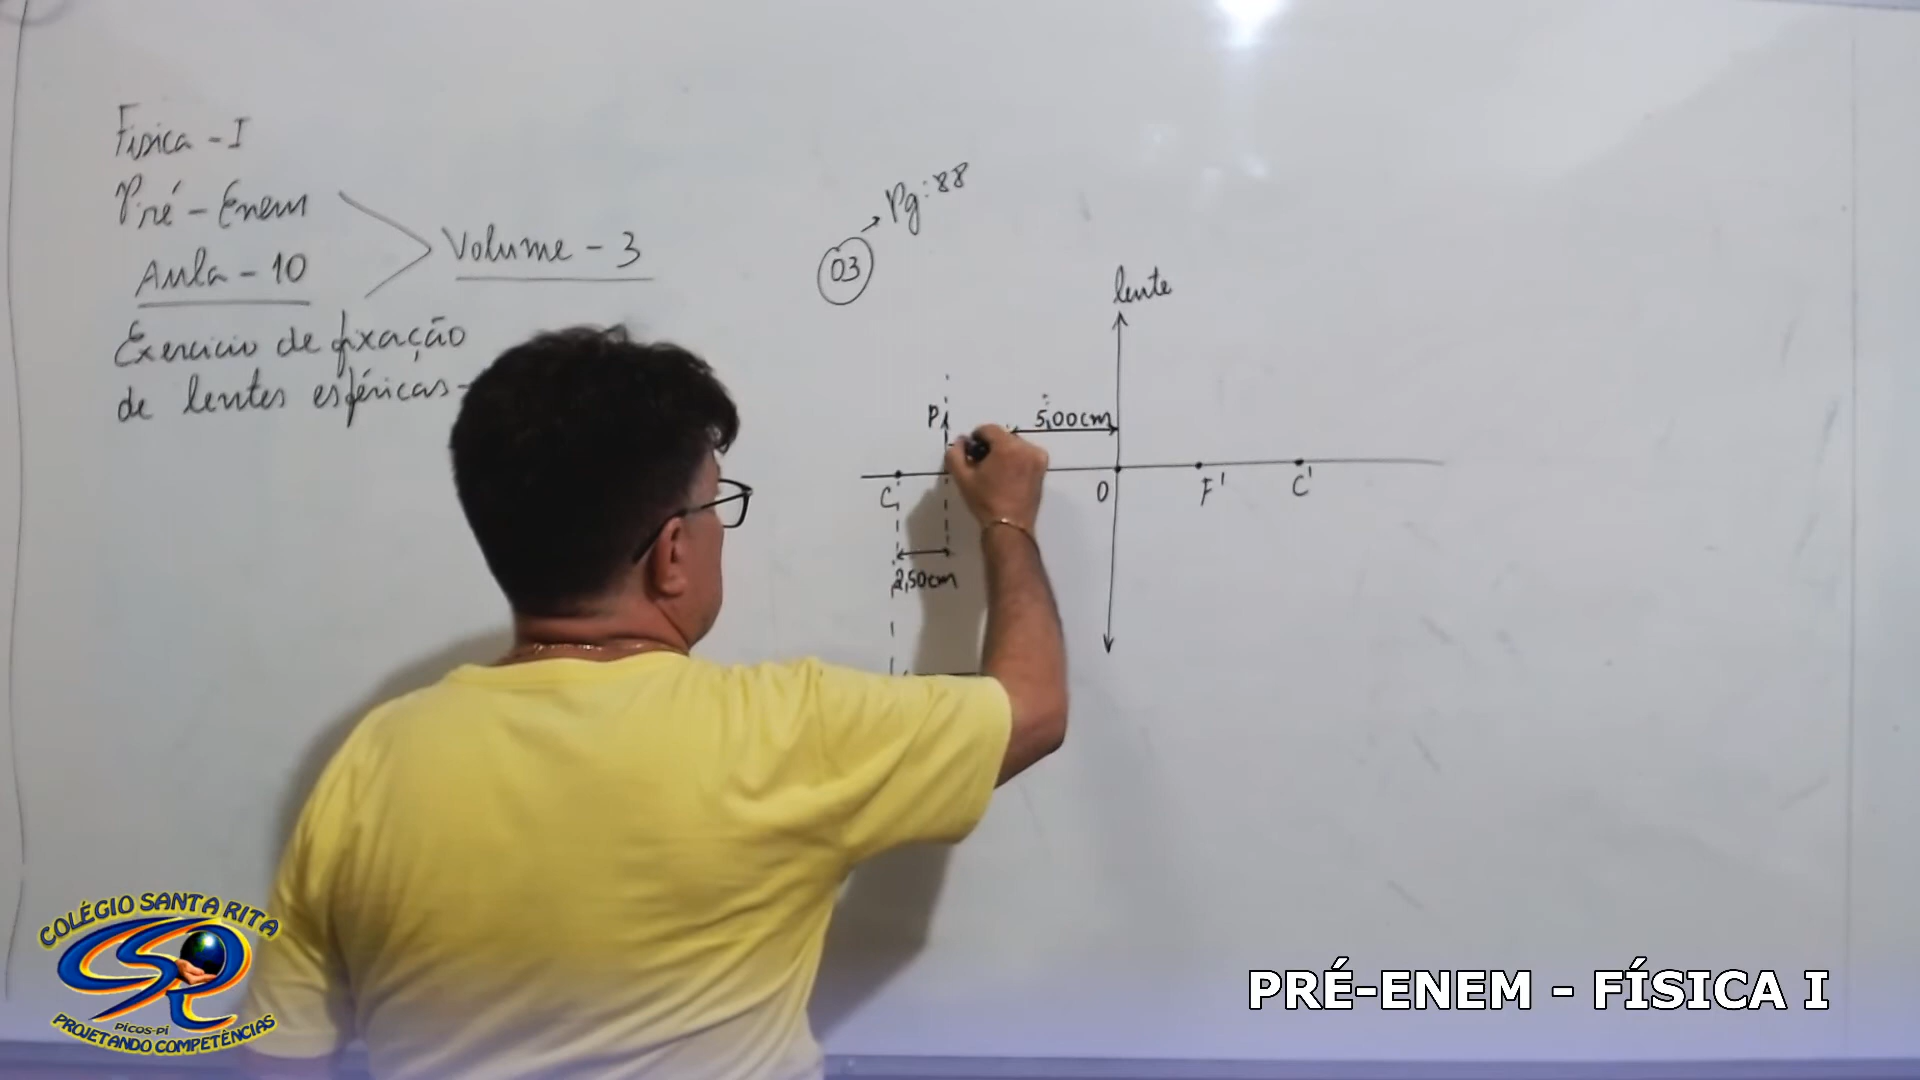 Física - I
Pré - Enem
Aula - 10
Volume - 3
Exercício de fixação
de lentes esféricas -
03 → Pg: 88
lente
P
5,00cm
C
O
F'
C'
2,50cm
COLÉGIO SANTA RITA
PICOS-PI
PROJETANDO COMPETÊNCIAS
PRÉ-ENEM - FÍSICA I